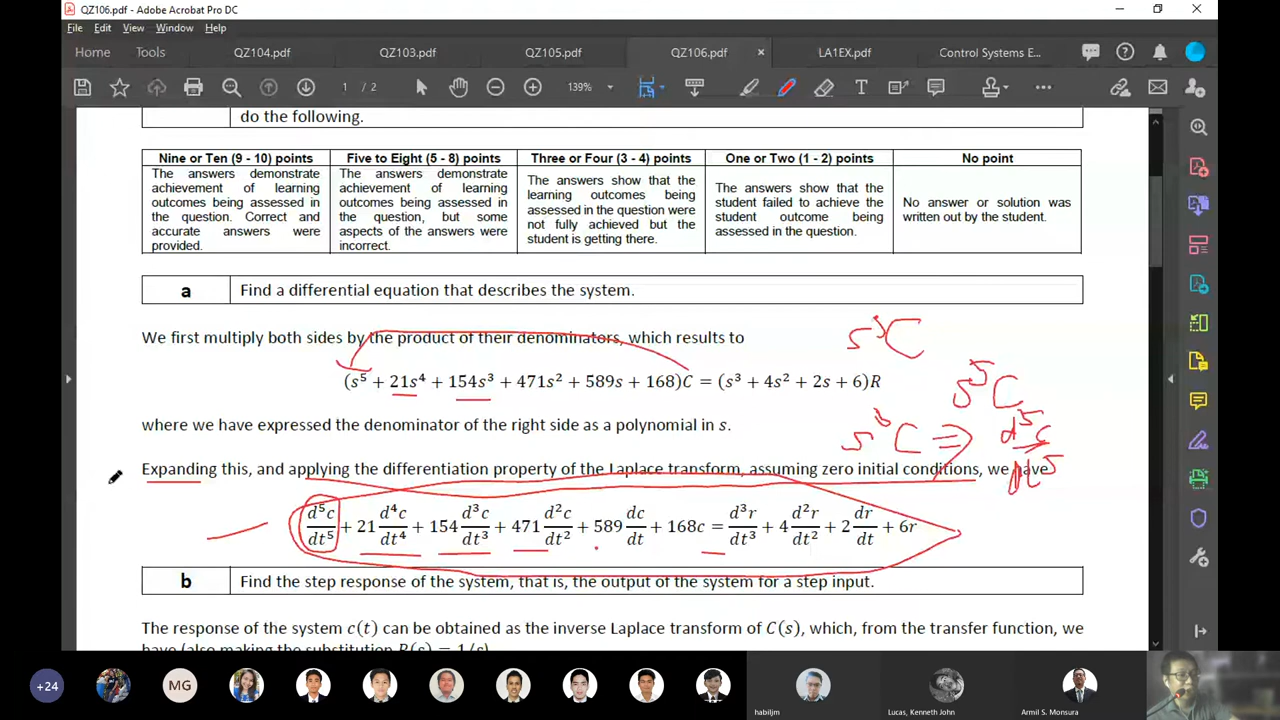 QZ106.pdf - Adobe Acrobat Pro DC
File Edit View Window Help
Home Tools QZ104.pdf QZ103.pdf QZ105.pdf QZ106.pdf LA1EX.pdf Control Systems E...
1 / 2 139%
do the following.
Nine or Ten (9 - 10) points
The answers demonstrate
achievement of learning
outcomes being assessed in
the question. Correct and
accurate answers were
provided.
Five to Eight (5 - 8) points
The answers demonstrate
achievement of learning
outcomes being assessed in
the question, but some
aspects of the answers were
incorrect.
Three or Four (3 - 4) points
The answers show that the
learning outcomes being
assessed in the question were
not fully achieved but the
student is getting there.
One or Two (1 - 2) points
The answers show that the
student failed to achieve the
student outcome being
assessed in the question.
No point
No answer or solution was
written out by the student.
a Find a differential equation that describes the system.
We first multiply both sides by the product of their denominators, which results to
(s⁵ + 21s⁴ + 154s³ + 471s² + 589s + 168)C = (s³ + 4s² + 2s + 6)R
s⁵C
where we have expressed the denominator of the right side as a polynomial in s.
Expanding this, and applying the differentiation property of the Laplace transform, assuming zero initial conditions, we have
d⁵c/dt⁵ + 21 d⁴c/dt⁴ + 154 d³c/dt³ + 471 d²c/dt² + 589 dc/dt + 168c = d³r/dt³ + 4 d²r/dt² + 2 dr/dt + 6r
b Find the step response of the system, that is, the output of the system for a step input.
The response of the system c(t) can be obtained as the inverse Laplace transform of C(s), which, from the transfer function, we
have (also making the substitution R(s) = 1/s)
+24 MG habiljm Lucas, Kenneth John Armil S. Monsura